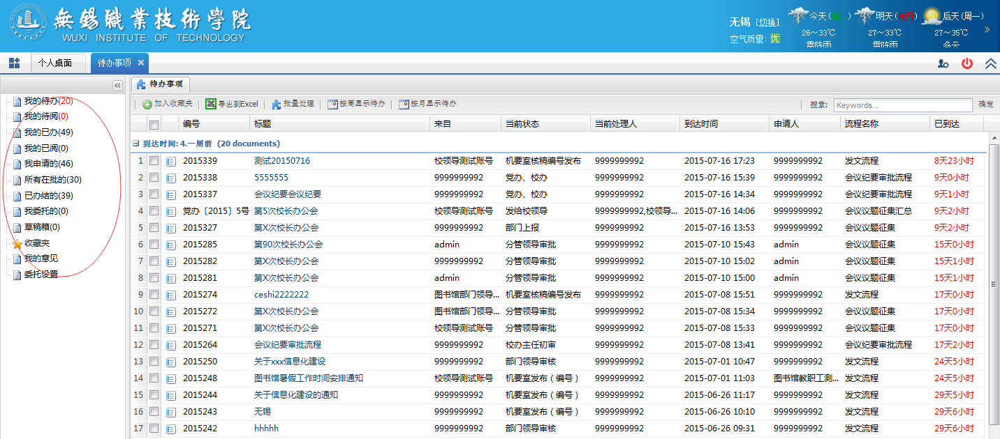 無錫職業技術學院
WUXI INSTITUTE OF TECHNOLOGY
无锡 [切换]
空气质量: 优
今天(
26～33℃
雷阵雨
明天(周日)
27～33℃
雷阵雨
后天(周一)
27～35℃
多云
个人桌面
待办事项
我的待办(20)
我的待阅(0)
我的已办(49)
我的已阅(0)
我申请的(46)
所有在批的(30)
已办结的(39)
我委托的(0)
草稿箱(0)
收藏夹
我的意见
委托设置
待办事项
加入收藏夹 导出到Excel 批量处理 按周显示待办 按月显示待办 搜索: Keywords... 确定
编号 标题 来自 当前状态 当前处理人 到达时间 申请人 流程名称 已到达
到达时间: 4.一周前 (20 documents)
1 2015339 测试20150716 校领导测试账号 机要室核稿编号发布 9999999992 2015-07-16 17:23 9999999992 发文流程 8天23小时
2 2015338 5555555 9999999992 党办、校办 9999999992 2015-07-16 15:39 9999999992 会议纪要审批流程 9天0小时
3 2015337 会议纪要会议纪要 9999999992 党办、校办 9999999992 2015-07-16 14:34 9999999992 会议纪要审批流程 9天1小时
4 党办〔2015〕5号 第5次校长办公会 校领导测试账号 发给校领导 9999999992,校领导... 2015-07-16 14:06 9999999992 会议议题征集汇总 9天2小时
5 2015327 第X次校长办公会 9999999992 部门上报 9999999992 2015-07-16 13:53 9999999992 会议议题征集 9天2小时
6 2015285 第90次校长办公会 admin 分管领导审批 9999999992 2015-07-10 15:43 admin 会议议题征集 15天0小时
7 2015282 第X次校长办公会 9999999992 分管领导审批 9999999992 2015-07-10 15:02 admin 会议议题征集 15天1小时
8 2015281 第X次校长办公会 admin 分管领导审批 9999999992 2015-07-10 15:00 admin 会议议题征集 15天1小时
9 2015274 ceshi2222222 图书馆部门领导... 机要室核稿编号发布 9999999992 2015-07-08 15:51 9999999992 发文流程 17天0小时
10 2015272 第X次校长办公会 图书馆部门领导... 分管领导审批 9999999992 2015-07-08 15:34 9999999992 会议议题征集 17天0小时
11 2015271 第X次校长办公会 校领导测试账号 分管领导审批 9999999992 2015-07-08 15:33 9999999992 会议议题征集 17天0小时
12 2015264 会议纪要审批流程 9999999992 校办主任初审 9999999992 2015-07-08 13:41 9999999992 会议纪要审批流程 17天2小时
13 2015250 关于xxx信息化建设 9999999992 部门领导审核 9999999992 2015-07-01 10:47 9999999992 发文流程 24天5小时
14 2015248 图书馆暑假工作时间安排通知 校领导测试账号 机要室发布（编号） 9999999992 2015-07-01 11:03 图书馆教职工测... 发文流程 24天5小时
15 2015244 关于信息化建设的通知 9999999992 机要室发布（编号） 9999999992 2015-06-26 11:17 9999999992 发文流程 29天5小时
16 2015243 无锡 9999999992 机要室发布（编号） 9999999992 2015-06-26 10:10 9999999992 发文流程 29天6小时
17 2015242 hhhhh 9999999992 部门领导审核 9999999992 2015-06-26 09:31 9999999992 发文流程 29天6小时